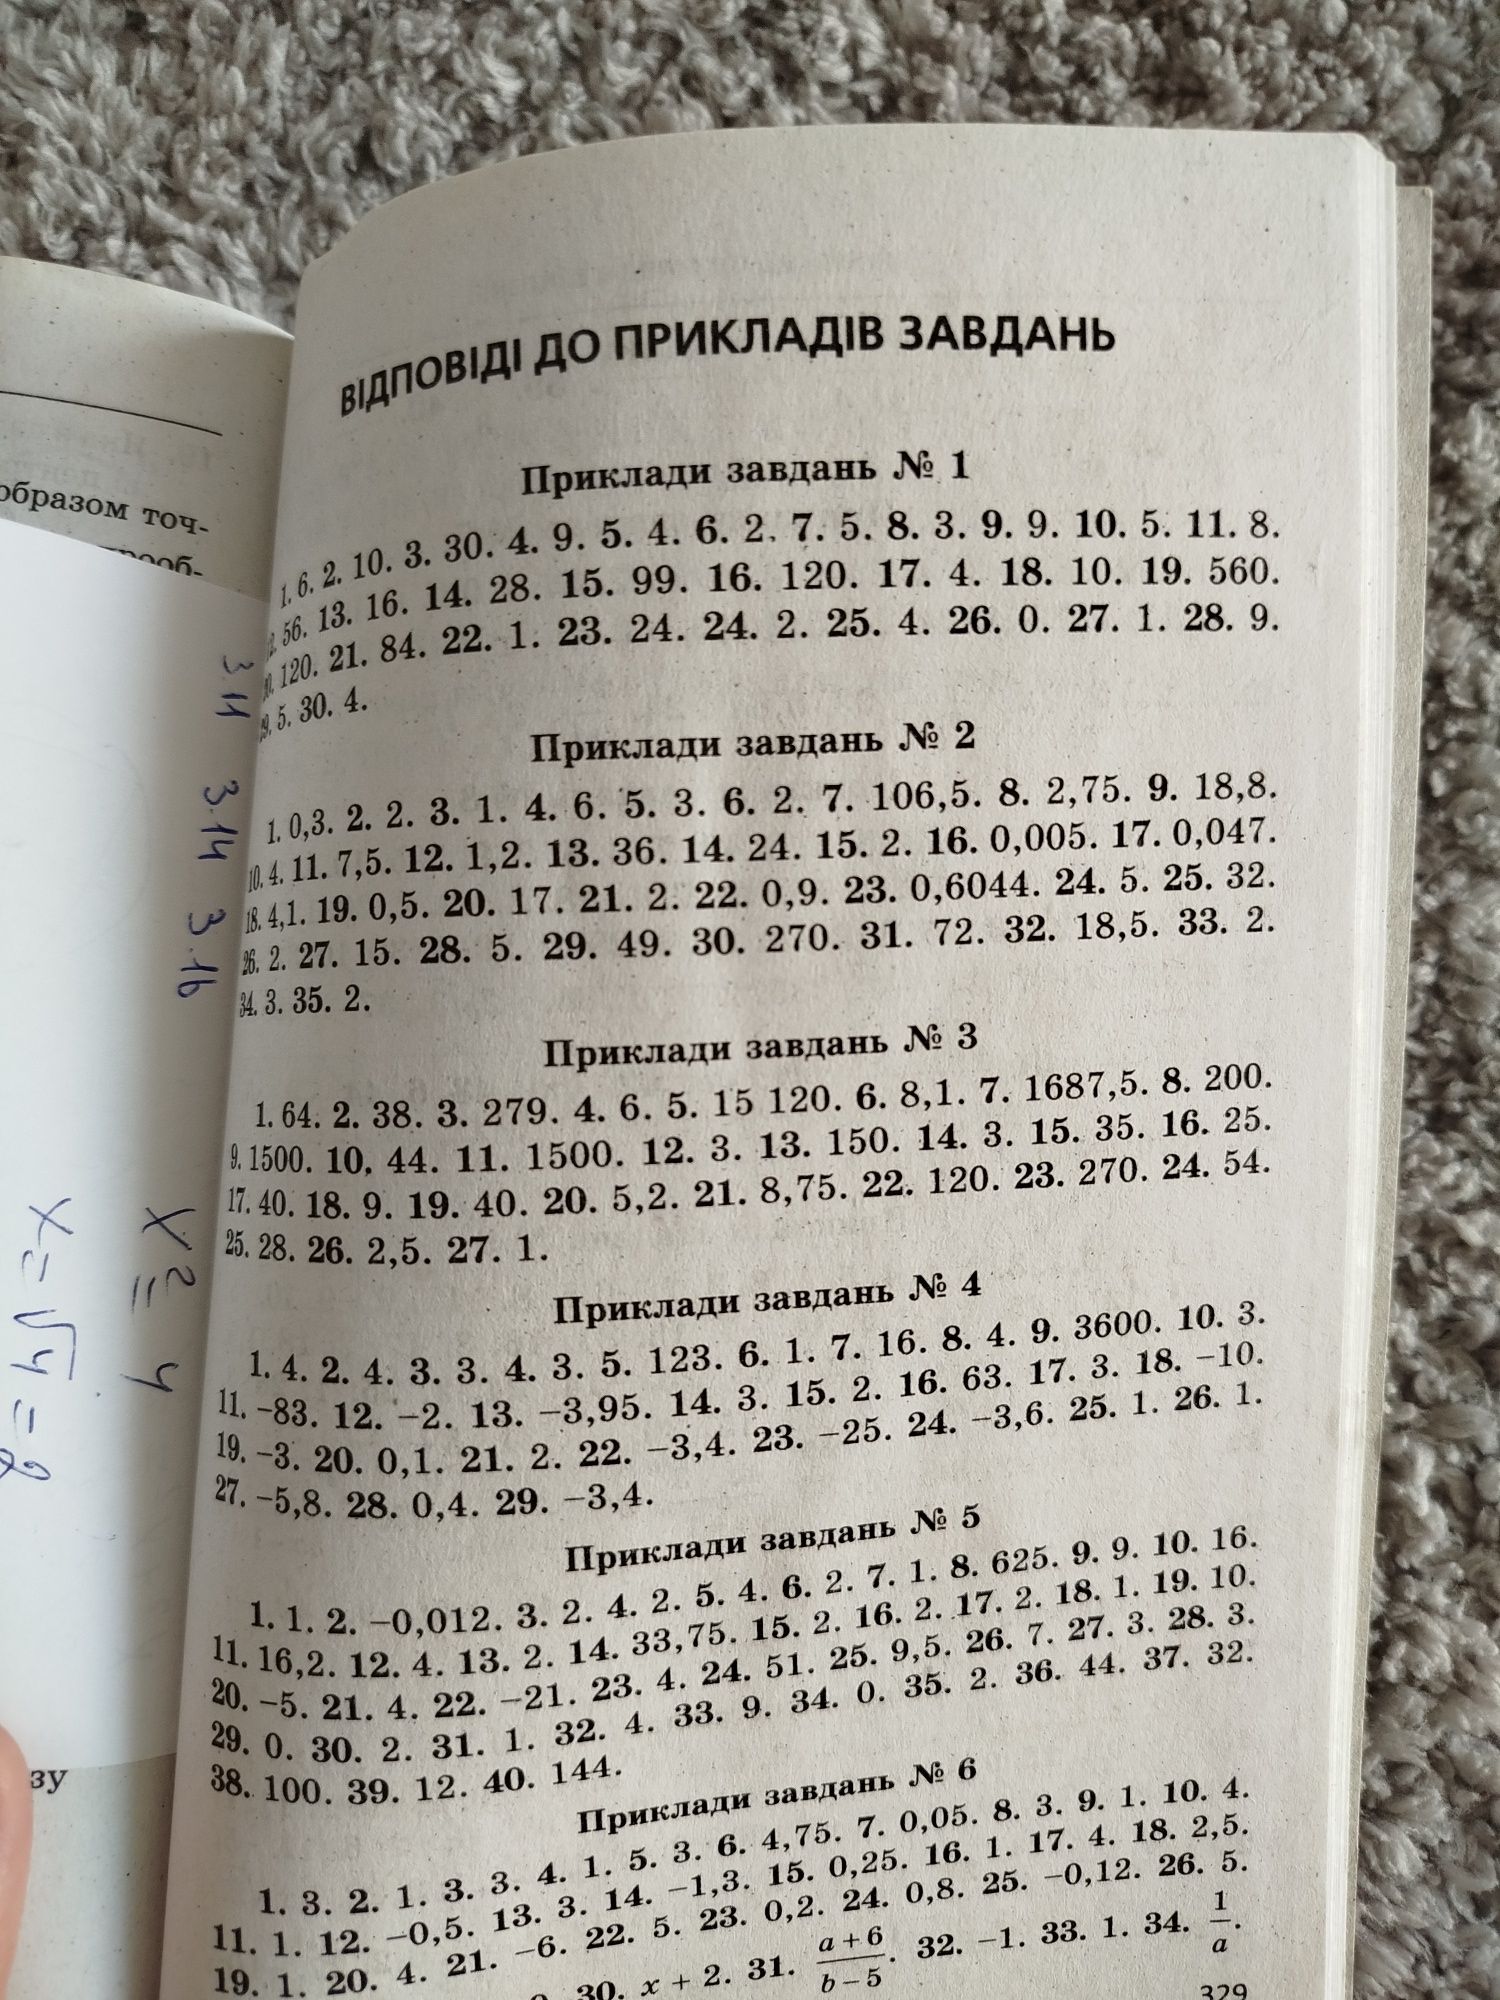 образом точ-
ВІДПОВІДІ ДО ПРИКЛАДІВ ЗАВДАНЬ
Приклади завдань № 1
1. 6. 2. 10. 3. 30. 4. 9. 5. 4. 6. 2. 7. 5. 8. 3. 9. 9. 10. 5. 11. 8.
56. 13. 16. 14. 28. 15. 99. 16. 120. 17. 4. 18. 10. 19. 560.
120. 21. 84. 22. 1. 23. 24. 24. 2. 25. 4. 26. 0. 27. 1. 28. 9.
5. 30. 4.
Приклади завдань № 2
1. 0,3. 2. 2. 3. 1. 4. 6. 5. 3. 6. 2. 7. 106,5. 8. 2,75. 9. 18,8.
10. 4. 11. 7,5. 12. 1,2. 13. 36. 14. 24. 15. 2. 16. 0,005. 17. 0,047.
18. 4,1. 19. 0,5. 20. 17. 21. 2. 22. 0,9. 23. 0,6044. 24. 5. 25. 32.
26. 2. 27. 15. 28. 5. 29. 49. 30. 270. 31. 72. 32. 18,5. 33. 2.
34. 3. 35. 2.
Приклади завдань № 3
1. 64. 2. 38. 3. 279. 4. 6. 5. 15 120. 6. 8,1. 7. 1687,5. 8. 200.
9. 1500. 10. 44. 11. 1500. 12. 3. 13. 150. 14. 3. 15. 35. 16. 25.
17. 40. 18. 9. 19. 40. 20. 5,2. 21. 8,75. 22. 120. 23. 270. 24. 54.
25. 28. 26. 2,5. 27. 1.
Приклади завдань № 4
1. 4. 2. 4. 3. 3. 4. 3. 5. 123. 6. 1. 7. 16. 8. 4. 9. 3600. 10. 3.
11. –83. 12. –2. 13. –3,95. 14. 3. 15. 2. 16. 63. 17. 3. 18. –10.
19. –3. 20. 0,1. 21. 2. 22. –3,4. 23. –25. 24. –3,6. 25. 1. 26. 1.
27. –5,8. 28. 0,4. 29. –3,4.
Приклади завдань № 5
1. 1. 2. –0,012. 3. 2. 4. 2. 5. 4. 6. 2. 7. 1. 8. 625. 9. 9. 10. 16.
11. 16,2. 12. 4. 13. 2. 14. 33,75. 15. 2. 16. 2. 17. 2. 18. 1. 19. 10.
20. –5. 21. 4. 22. –21. 23. 4. 24. 51. 25. 9,5. 26. 7. 27. 3. 28. 3.
29. 0. 30. 2. 31. 1. 32. 4. 33. 9. 34. 0. 35. 2. 36. 44. 37. 32.
38. 100. 39. 12. 40. 144.
Приклади завдань № 6
1. 3. 2. 1. 3. 3. 4. 1. 5. 3. 6. 4,75. 7. 0,05. 8. 3. 9. 1. 10. 4.
11. 1. 12. –0,5. 13. 3. 14. –1,3. 15. 0,25. 16. 1. 17. 4. 18. 2,5.
19. 1. 20. 4. 21. –6. 22. 5. 23. 0,2. 24. 0,8. 25. –0,12. 26. 5.
30. x + 2. 31. (a + 6)/(b – 5). 32. –1. 33. 1. 34. 1/a.
329
3.11
3.14
3.16
x²=4
x=√4=2
зу